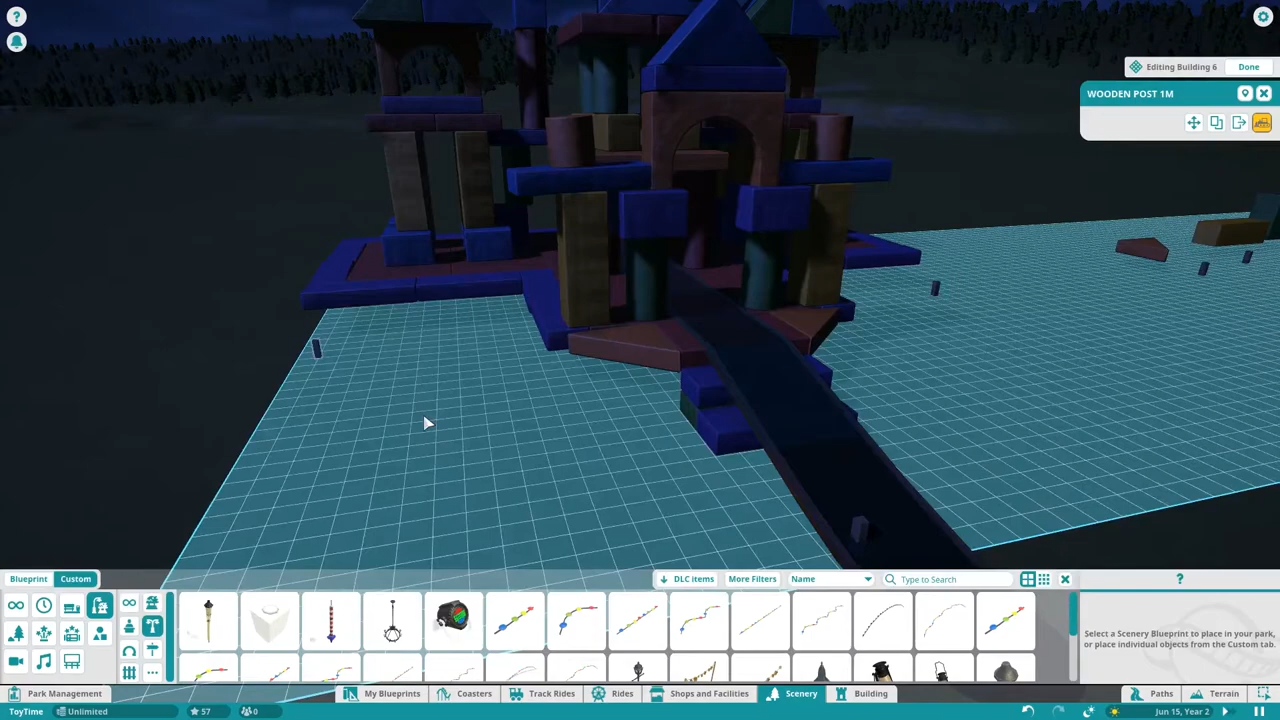 ?
Editing Building 6 Done
WOODEN POST 1M
Blueprint Custom
DLC items More Filters Name Type to Search
?
Select a Scenery Blueprint to place in your park,
or place individual objects from the Custom tab.
Park Management My Blueprints Coasters Track Rides Rides Shops and Facilities Scenery Building Paths Terrain
ToyTime Unlimited 57 0 Jun 15, Year 2